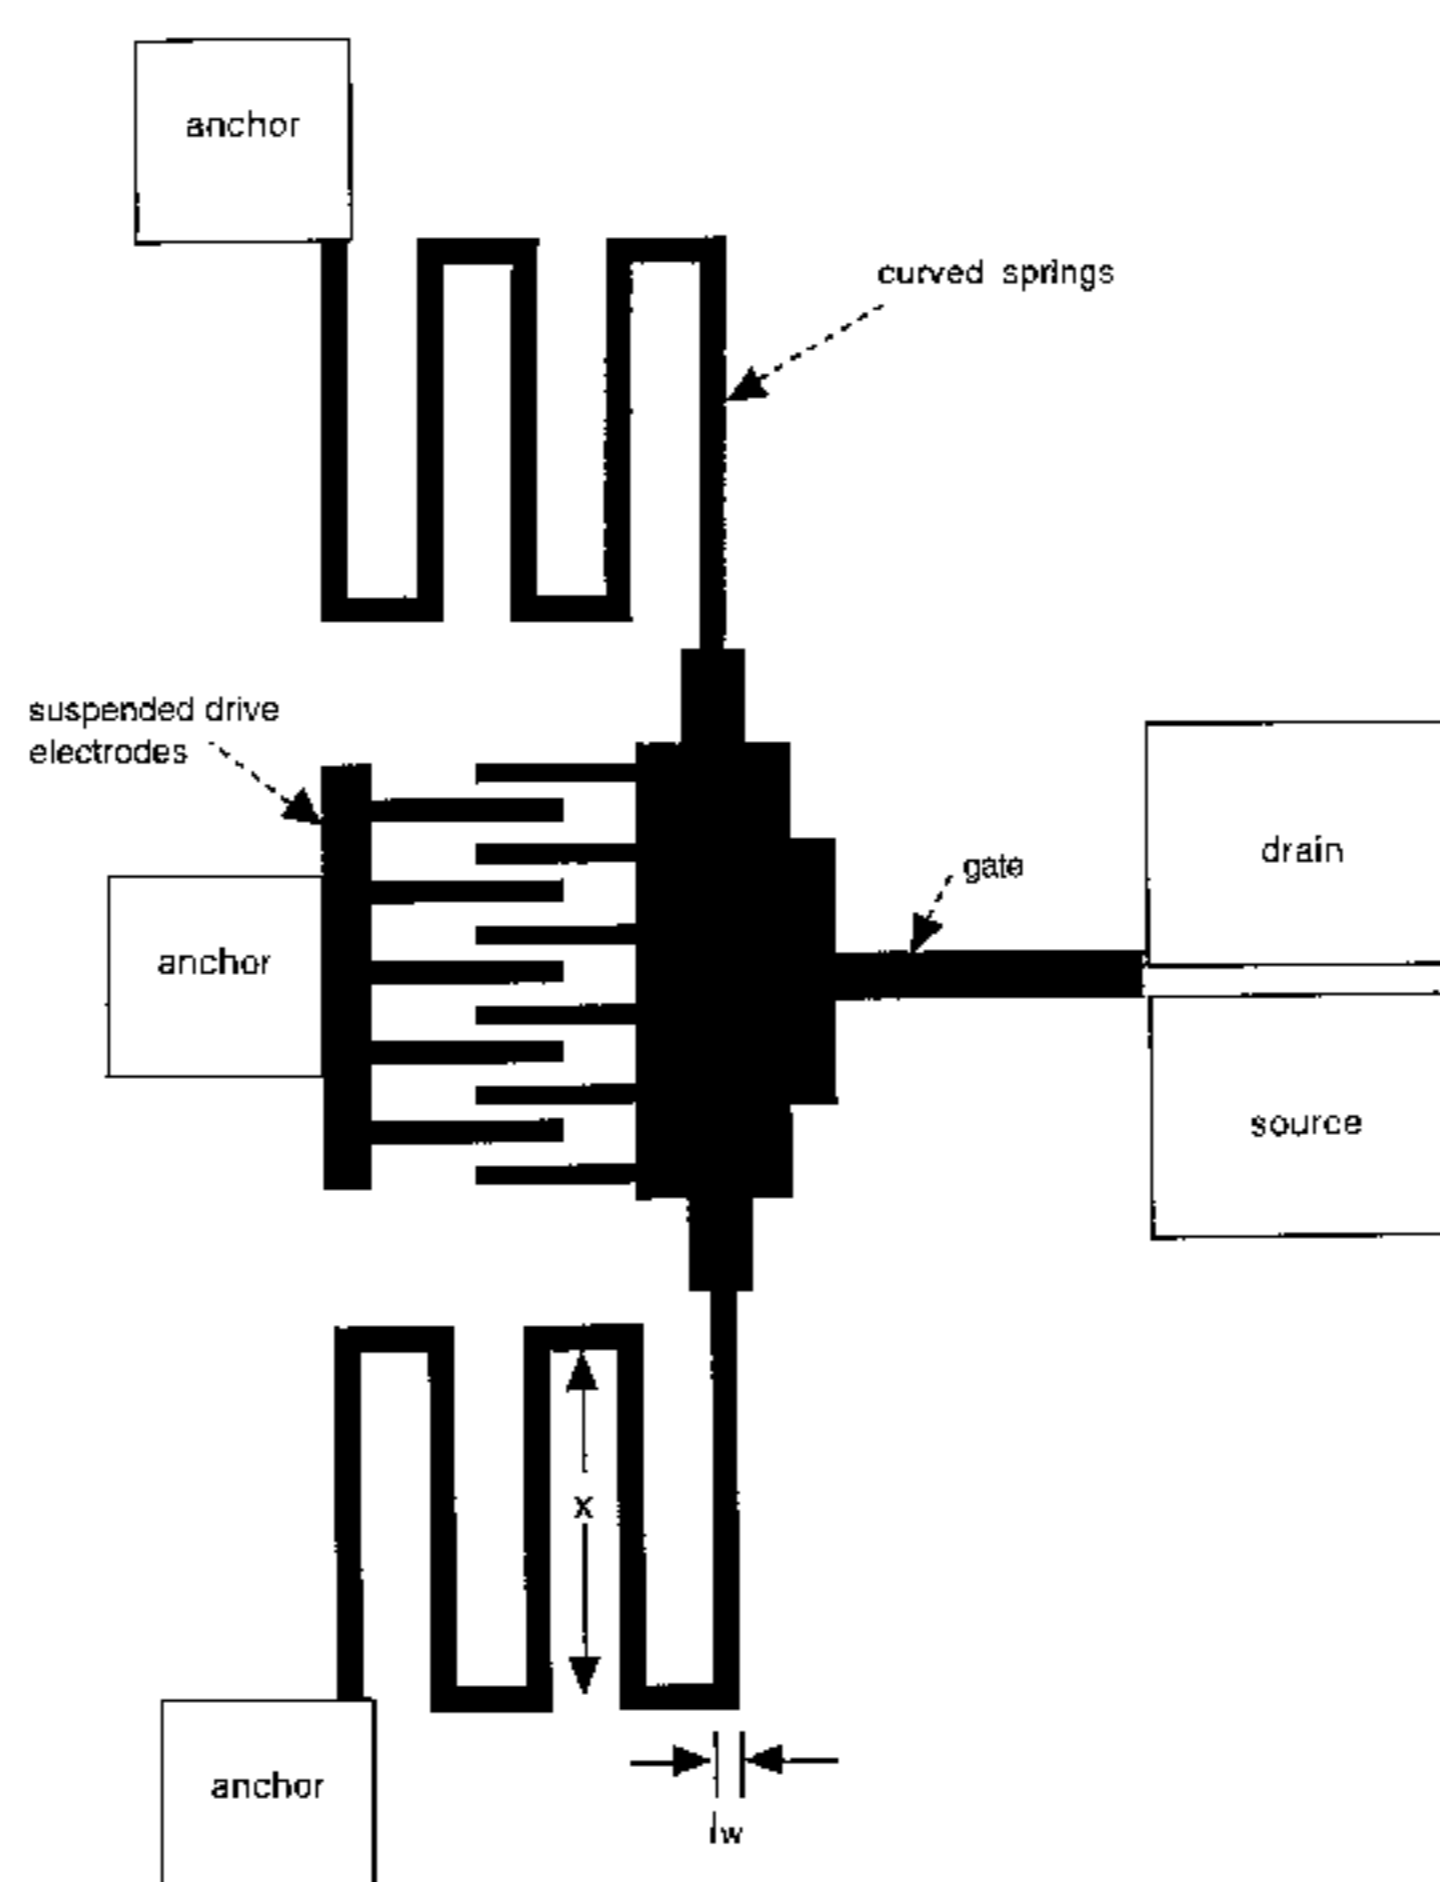 anchor
curved springs
suspended drive
electrodes
gate
drain
anchor
source
x
lw
anchor